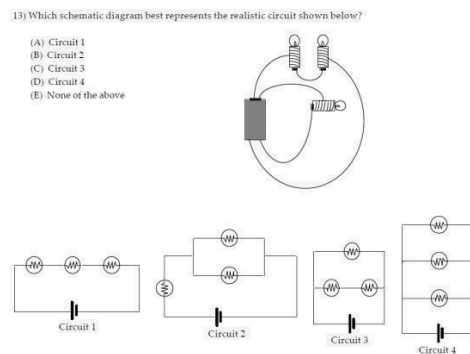 13) Which schematic diagram best represents the realistic circuit shown below?
(A) Circuit 1
(B) Circuit 2
(C) Circuit 3
(D) Circuit 4
(E) None of the above
Circuit 1
Circuit 2
Circuit 3
Circuit 4